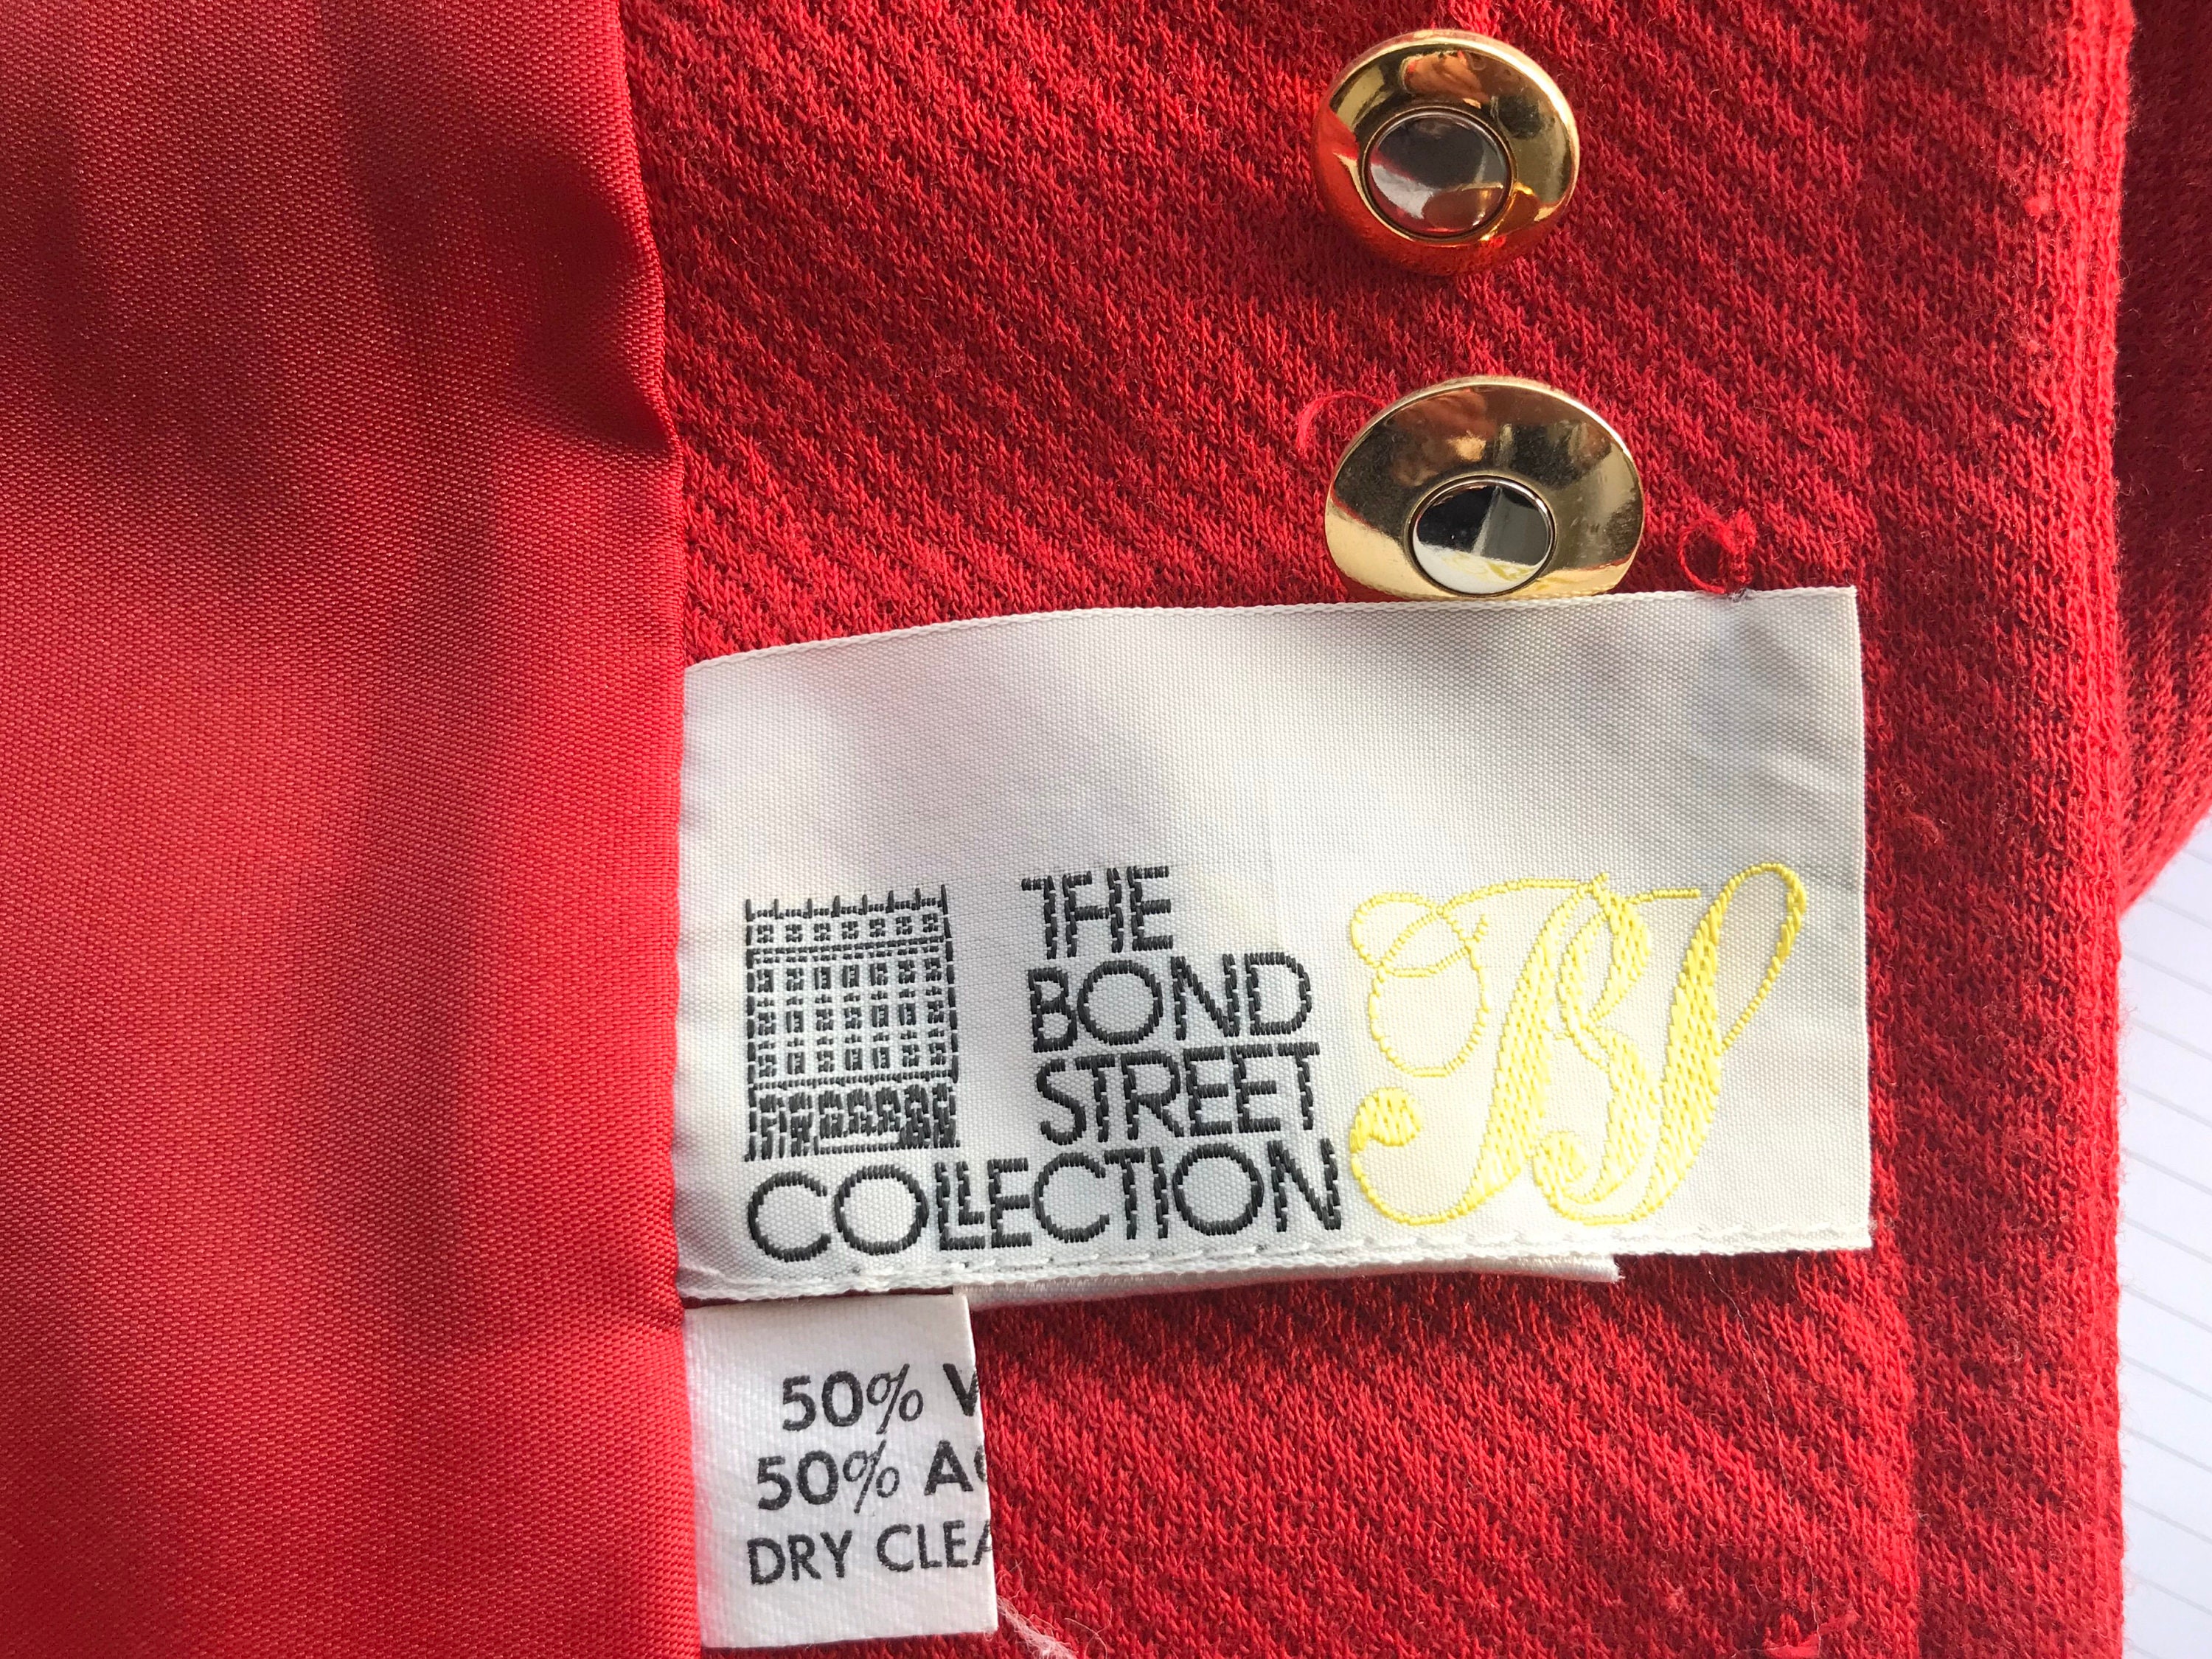 THE
BOND
STREET
COLLECTION
BS
50%
50%
DRY